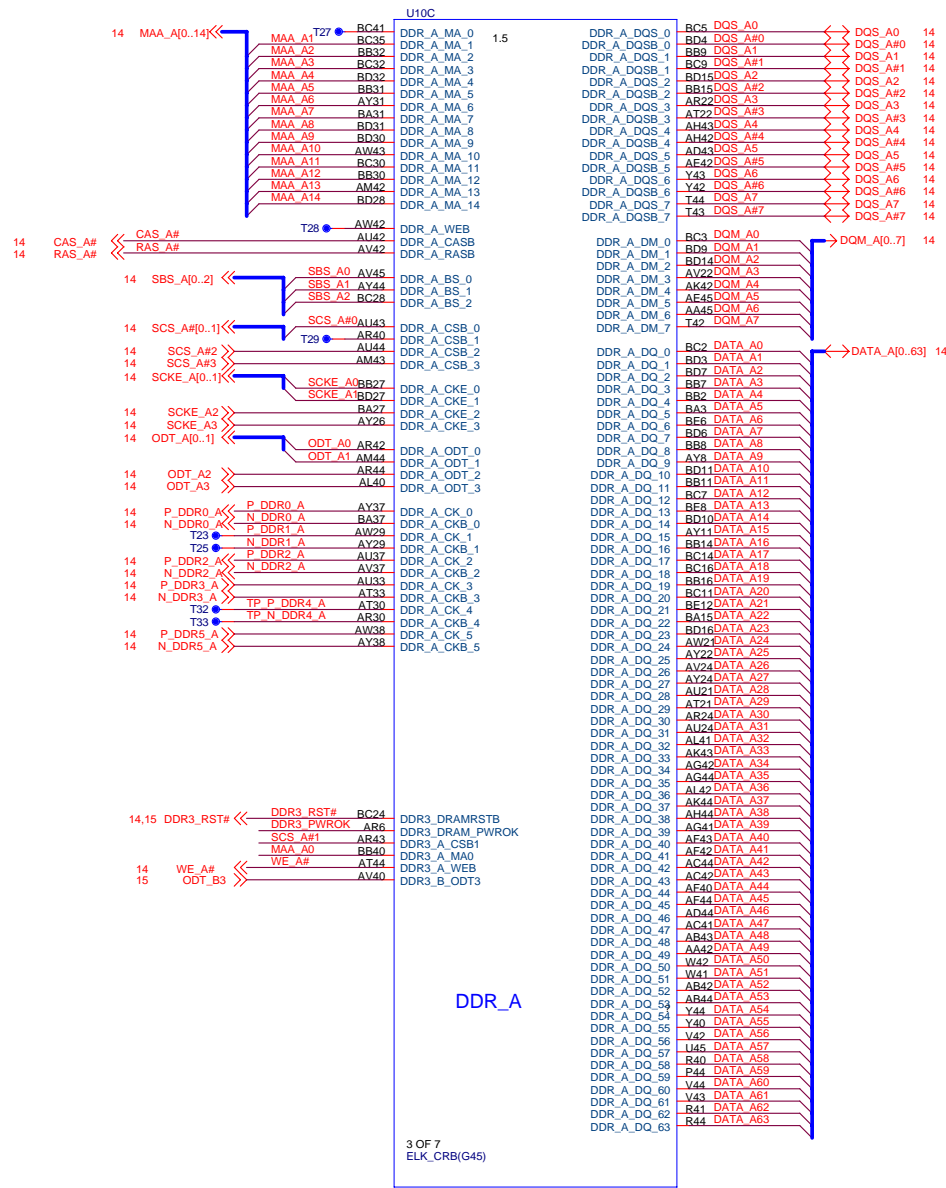 U10C
1.5
14 MAA_A[0..14] T27 BC41 DDR_A_MA_0
MAA_A1 BC35 DDR_A_MA_1
MAA_A2 BB32 DDR_A_MA_2
MAA_A3 BC32 DDR_A_MA_3
MAA_A4 BD32 DDR_A_MA_4
MAA_A5 BB31 DDR_A_MA_5
MAA_A6 AY31 DDR_A_MA_6
MAA_A7 BA31 DDR_A_MA_7
MAA_A8 BD31 DDR_A_MA_8
MAA_A9 BD30 DDR_A_MA_9
MAA_A10 AW43 DDR_A_MA_10
MAA_A11 BC30 DDR_A_MA_11
MAA_A12 BB30 DDR_A_MA_12
MAA_A13 AM42 DDR_A_MA_13
MAA_A14 BD28 DDR_A_MA_14
T28 AW42 DDR_A_WEB
14 CAS_A# CAS_A# AU42 DDR_A_CASB
14 RAS_A# RAS_A# AV42 DDR_A_RASB
14 SBS_A[0..2] SBS_A0 AV45 DDR_A_BS_0
SBS_A1 AY44 DDR_A_BS_1
SBS_A2 BC28 DDR_A_BS_2
14 SCS_A#[0..1] SCS_A#0 AU43 DDR_A_CSB_0
T29 AR40 DDR_A_CSB_1
14 SCS_A#2 AU44 DDR_A_CSB_2
14 SCS_A#3 AM43 DDR_A_CSB_3
14 SCKE_A[0..1] SCKE_A0 BB27 DDR_A_CKE_0
SCKE_A1 BD27 DDR_A_CKE_1
14 SCKE_A2 BA27 DDR_A_CKE_2
14 SCKE_A3 AY26 DDR_A_CKE_3
14 ODT_A[0..1] ODT_A0 AR42 DDR_A_ODT_0
ODT_A1 AM44 DDR_A_ODT_1
14 ODT_A2 AR44 DDR_A_ODT_2
14 ODT_A3 AL40 DDR_A_ODT_3
14 P_DDR0_A P_DDR0_A AY37 DDR_A_CK_0
14 N_DDR0_A N_DDR0_A BA37 DDR_A_CKB_0
T23 P_DDR1_A AW29 DDR_A_CK_1
T25 N_DDR1_A AY29 DDR_A_CKB_1
14 P_DDR2_A P_DDR2_A AU37 DDR_A_CK_2
14 N_DDR2_A N_DDR2_A AV37 DDR_A_CKB_2
14 P_DDR3_A AU33 DDR_A_CK_3
14 N_DDR3_A AT33 DDR_A_CKB_3
T32 TP_P_DDR4_A AT30 DDR_A_CK_4
T33 TP_N_DDR4_A AR30 DDR_A_CKB_4
14 P_DDR5_A AW38 DDR_A_CK_5
14 N_DDR5_A AY38 DDR_A_CKB_5
14,15 DDR3_RST# DDR3_RST# BC24 DDR3_DRAMRSTB
DDR3_PWROK AR6 DDR3_DRAM_PWROK
SCS_A#1 AR43 DDR3_A_CSB1
MAA_A0 BB40 DDR3_A_MA0
14 WE_A# WE_A# AT44 DDR3_A_WEB
15 ODT_B3 AV40 DDR3_B_ODT3
DDR_A_DQS_0 BC5 DQS_A0 DQS_A0 14
DDR_A_DQSB_0 BD4 DQS_A#0 DQS_A#0 14
DDR_A_DQS_1 BB9 DQS_A1 DQS_A1 14
DDR_A_DQSB_1 BC9 DQS_A#1 DQS_A#1 14
DDR_A_DQS_2 BD15 DQS_A2 DQS_A2 14
DDR_A_DQSB_2 BB15 DQS_A#2 DQS_A#2 14
DDR_A_DQS_3 AR22 DQS_A3 DQS_A3 14
DDR_A_DQSB_3 AT22 DQS_A#3 DQS_A#3 14
DDR_A_DQS_4 AH43 DQS_A4 DQS_A4 14
DDR_A_DQSB_4 AH42 DQS_A#4 DQS_A#4 14
DDR_A_DQS_5 AD43 DQS_A5 DQS_A5 14
DDR_A_DQSB_5 AE42 DQS_A#5 DQS_A#5 14
DDR_A_DQS_6 Y43 DQS_A6 DQS_A6 14
DDR_A_DQSB_6 Y42 DQS_A#6 DQS_A#6 14
DDR_A_DQS_7 T44 DQS_A7 DQS_A7 14
DDR_A_DQSB_7 T43 DQS_A#7 DQS_A#7 14
DDR_A_DM_0 BC3 DQM_A0 DQM_A[0..7] 14
DDR_A_DM_1 BD9 DQM_A1
DDR_A_DM_2 BD14 DQM_A2
DDR_A_DM_3 AV22 DQM_A3
DDR_A_DM_4 AK42 DQM_A4
DDR_A_DM_5 AE45 DQM_A5
DDR_A_DM_6 AA45 DQM_A6
DDR_A_DM_7 T42 DQM_A7
DDR_A_DQ_0 BC2 DATA_A0 DATA_A[0..63] 14
DDR_A_DQ_1 BD3 DATA_A1
DDR_A_DQ_2 BD7 DATA_A2
DDR_A_DQ_3 BB7 DATA_A3
DDR_A_DQ_4 BB2 DATA_A4
DDR_A_DQ_5 BA3 DATA_A5
DDR_A_DQ_6 BE6 DATA_A6
DDR_A_DQ_7 BD6 DATA_A7
DDR_A_DQ_8 BB8 DATA_A8
DDR_A_DQ_9 AY8 DATA_A9
DDR_A_DQ_10 BD11 DATA_A10
DDR_A_DQ_11 BB11 DATA_A11
DDR_A_DQ_12 BC7 DATA_A12
DDR_A_DQ_13 BE8 DATA_A13
DDR_A_DQ_14 BD10 DATA_A14
DDR_A_DQ_15 AY11 DATA_A15
DDR_A_DQ_16 BB14 DATA_A16
DDR_A_DQ_17 BC14 DATA_A17
DDR_A_DQ_18 BC16 DATA_A18
DDR_A_DQ_19 BB16 DATA_A19
DDR_A_DQ_20 BC11 DATA_A20
DDR_A_DQ_21 BE12 DATA_A21
DDR_A_DQ_22 BA15 DATA_A22
DDR_A_DQ_23 BD16 DATA_A23
DDR_A_DQ_24 AW21 DATA_A24
DDR_A_DQ_25 AY22 DATA_A25
DDR_A_DQ_26 AV24 DATA_A26
DDR_A_DQ_27 AY24 DATA_A27
DDR_A_DQ_28 AU21 DATA_A28
DDR_A_DQ_29 AT21 DATA_A29
DDR_A_DQ_30 AR24 DATA_A30
DDR_A_DQ_31 AU24 DATA_A31
DDR_A_DQ_32 AL41 DATA_A32
DDR_A_DQ_33 AK43 DATA_A33
DDR_A_DQ_34 AG42 DATA_A34
DDR_A_DQ_35 AG44 DATA_A35
DDR_A_DQ_36 AL42 DATA_A36
DDR_A_DQ_37 AK44 DATA_A37
DDR_A_DQ_38 AH44 DATA_A38
DDR_A_DQ_39 AG41 DATA_A39
DDR_A_DQ_40 AF43 DATA_A40
DDR_A_DQ_41 AF42 DATA_A41
DDR_A_DQ_42 AC44 DATA_A42
DDR_A_DQ_43 AC42 DATA_A43
DDR_A_DQ_44 AF40 DATA_A44
DDR_A_DQ_45 AF44 DATA_A45
DDR_A_DQ_46 AD44 DATA_A46
DDR_A_DQ_47 AC41 DATA_A47
DDR_A_DQ_48 AB43 DATA_A48
DDR_A_DQ_49 AA42 DATA_A49
DDR_A_DQ_50 W42 DATA_A50
DDR_A_DQ_51 W41 DATA_A51
DDR_A_DQ_52 AB42 DATA_A52
DDR_A_DQ_53 AB44 DATA_A53
DDR_A_DQ_54 Y44 DATA_A54
DDR_A_DQ_55 Y40 DATA_A55
DDR_A_DQ_56 V42 DATA_A56
DDR_A_DQ_57 U45 DATA_A57
DDR_A_DQ_58 R40 DATA_A58
DDR_A_DQ_59 P44 DATA_A59
DDR_A_DQ_60 V44 DATA_A60
DDR_A_DQ_61 V43 DATA_A61
DDR_A_DQ_62 R41 DATA_A62
DDR_A_DQ_63 R44 DATA_A63
DDR_A
3 OF 7
ELK_CRB(G45)